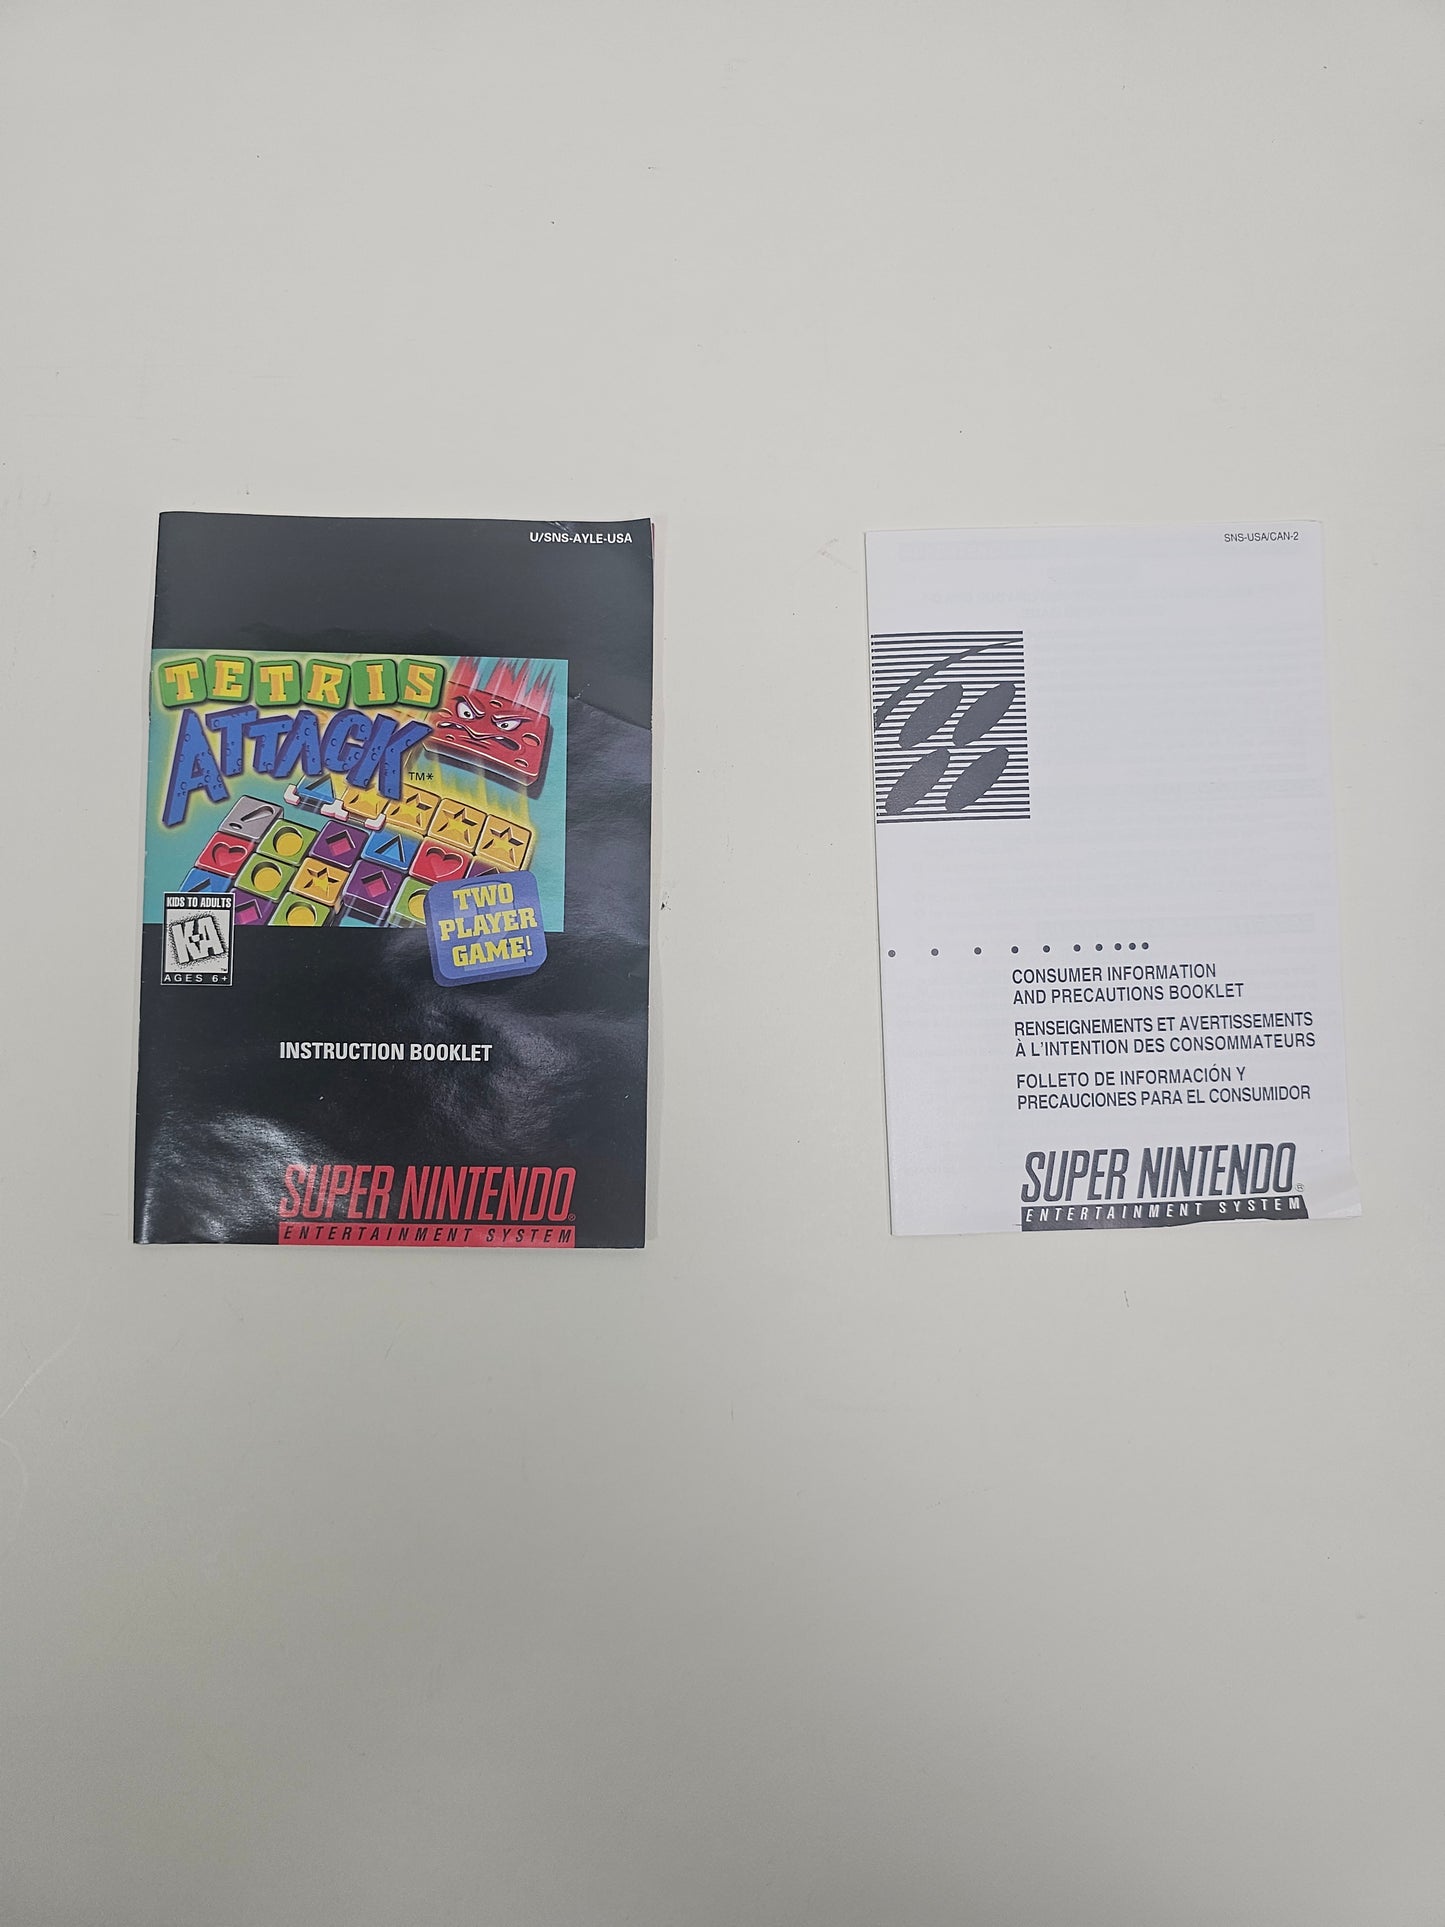 U/SNS-AYLE-USA
TETRIS
ATTACK
TM*
KIDS TO ADULTS
K-A
AGES 6+
TWO
PLAYER
GAME!
INSTRUCTION BOOKLET
SUPER NINTENDO®
ENTERTAINMENT SYSTEM
SNS-USA/CAN-2
CONSUMER INFORMATION
AND PRECAUTIONS BOOKLET
RENSEIGNEMENTS ET AVERTISSEMENTS
À L'INTENTION DES CONSOMMATEURS
FOLLETO DE INFORMACIÓN Y
PRECAUCIONES PARA EL CONSUMIDOR
SUPER NINTENDO®
ENTERTAINMENT SYSTEM